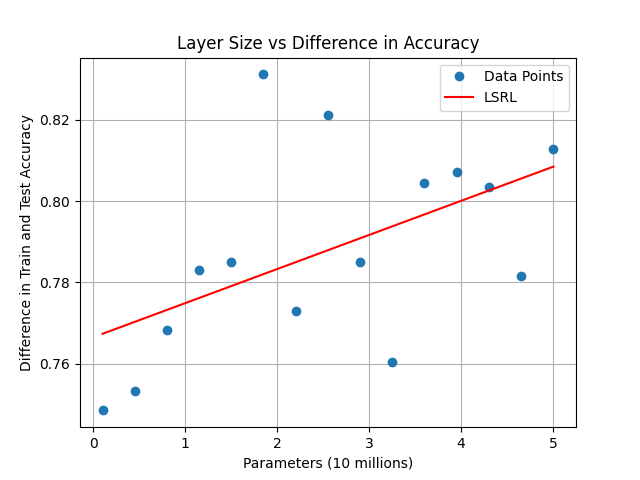 Layer Size vs Difference in Accuracy
Data Points
LSRL
Difference in Train and Test Accuracy
0.82
0.80
0.78
0.76
0
1
2
3
4
5
Parameters (10 millions)